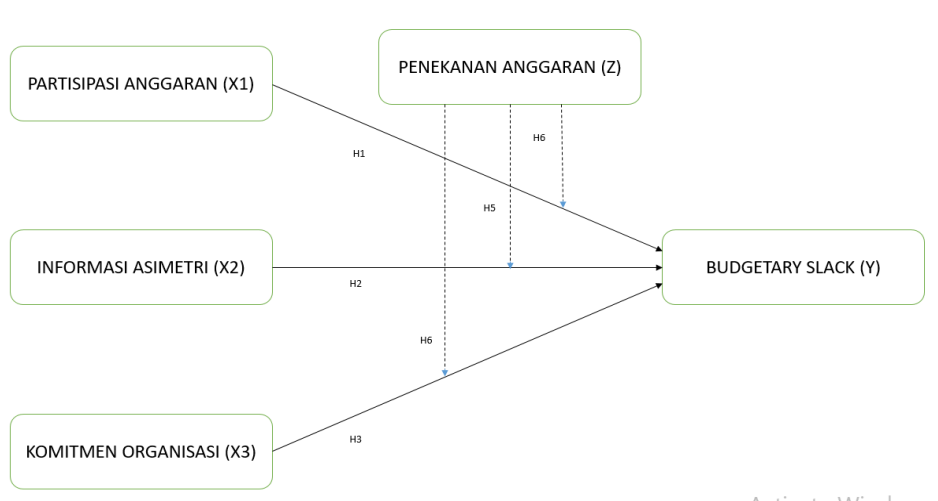 PENEKANAN ANGGARAN (Z)
PARTISIPASI ANGGARAN (X1)
H6
H1
H5
INFORMASI ASIMETRI (X2)
BUDGETARY SLACK (Y)
H2
H6
H3
KOMITMEN ORGANISASI (X3)